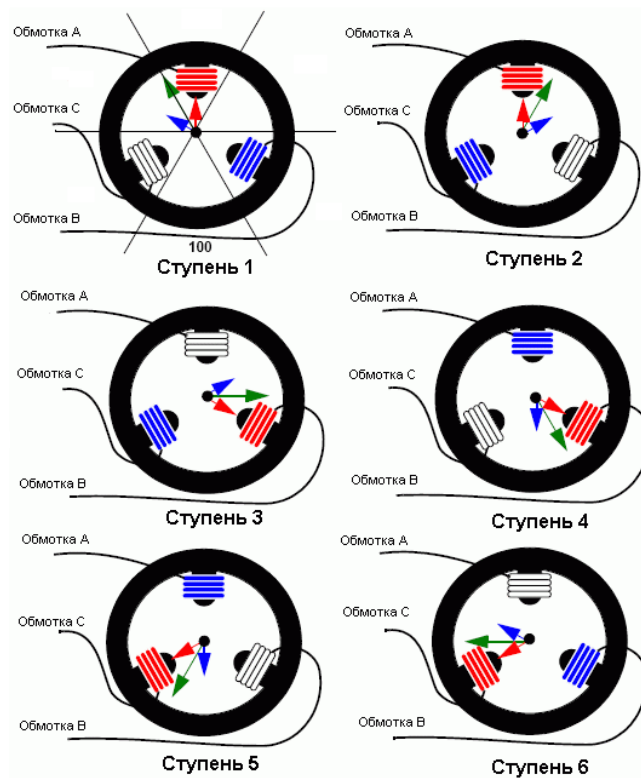 Обмотка А
Обмотка С
Обмотка В
100
Ступень 1
Обмотка А
Обмотка С
Обмотка В
Ступень 2
Обмотка А
Обмотка С
Обмотка В
Ступень 3
Обмотка А
Обмотка С
Обмотка В
Ступень 4
Обмотка А
Обмотка С
Обмотка В
Ступень 5
Обмотка А
Обмотка С
Обмотка В
Ступень 6